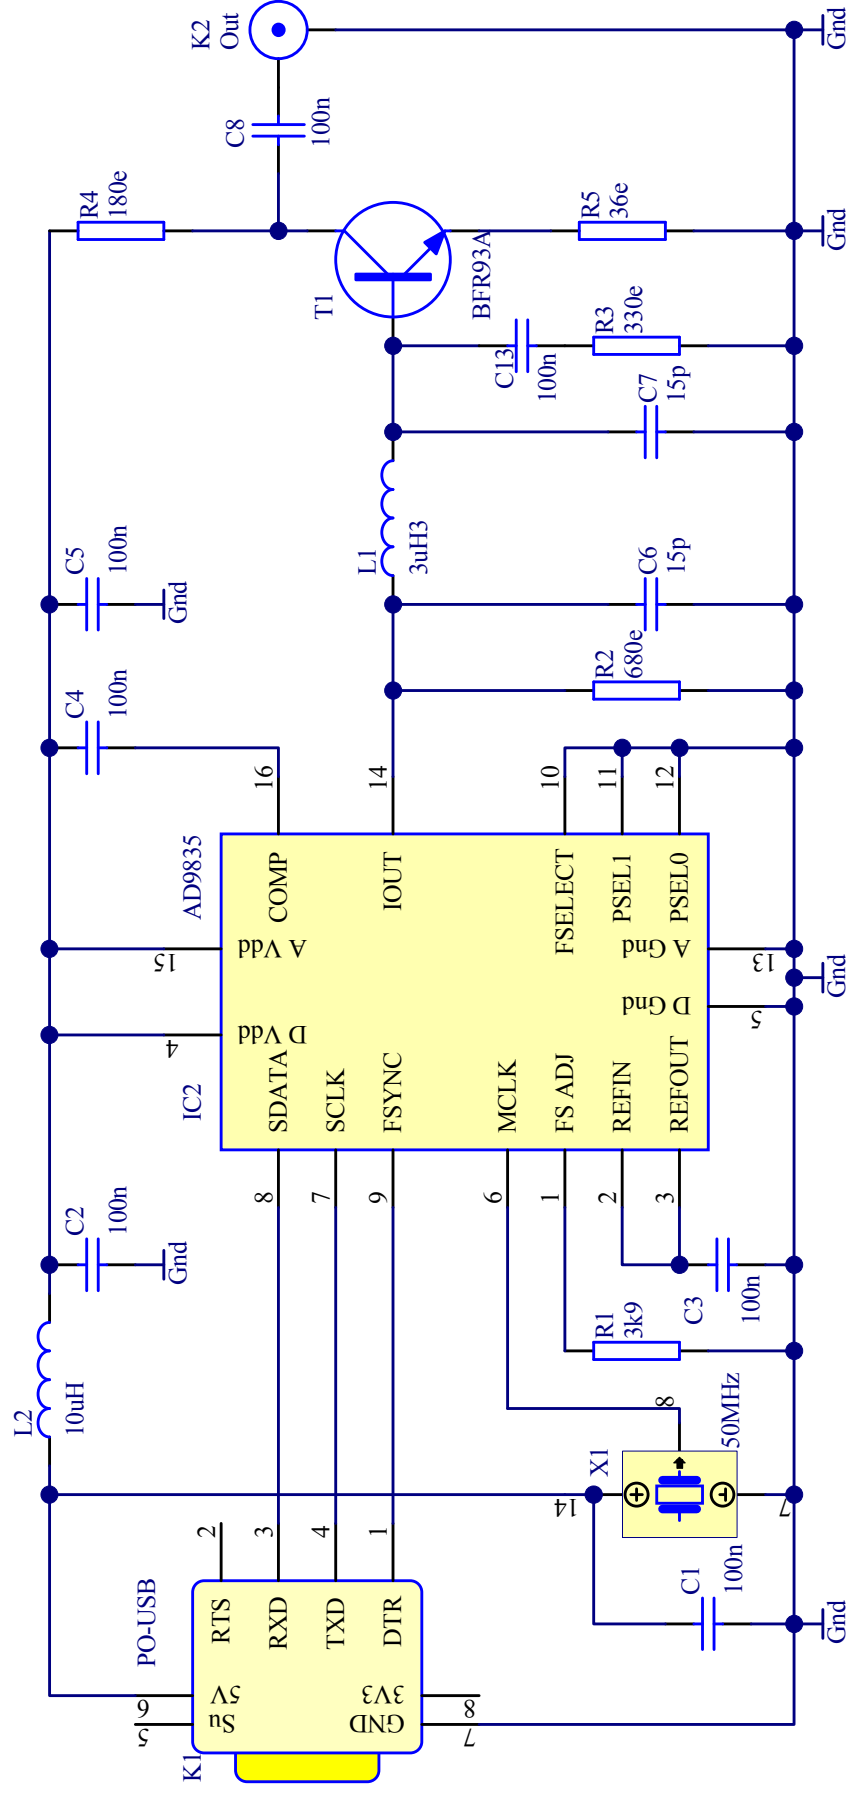 K2
Out
Gnd
C8
100n
R4
180e
R5
36e
Gnd
T1
BFR93A
C13
100n
R3
330e
C7
15p
L1
3uH3
C5
100n
Gnd
C6
15p
R2
680e
C4
100n
16
14
10
11
12
AD9835
COMP
IOUT
FSELECT
PSEL1
PSEL0
15
A Vdd
A Gnd
13
Gnd
4
D Vdd
D Gnd
5
IC2
SDATA
SCLK
FSYNC
MCLK
FS ADJ
REFIN
REFOUT
8
7
9
6
1
2
3
C2
100n
Gnd
C3
100n
R1
3k9
L2
10uH
X1
50MHz
8
14
7
C1
100n
Gnd
2
3
4
1
PO-USB
RTS
RXD
TXD
DTR
6
5V
3V3
8
5
Su
GND
7
K1